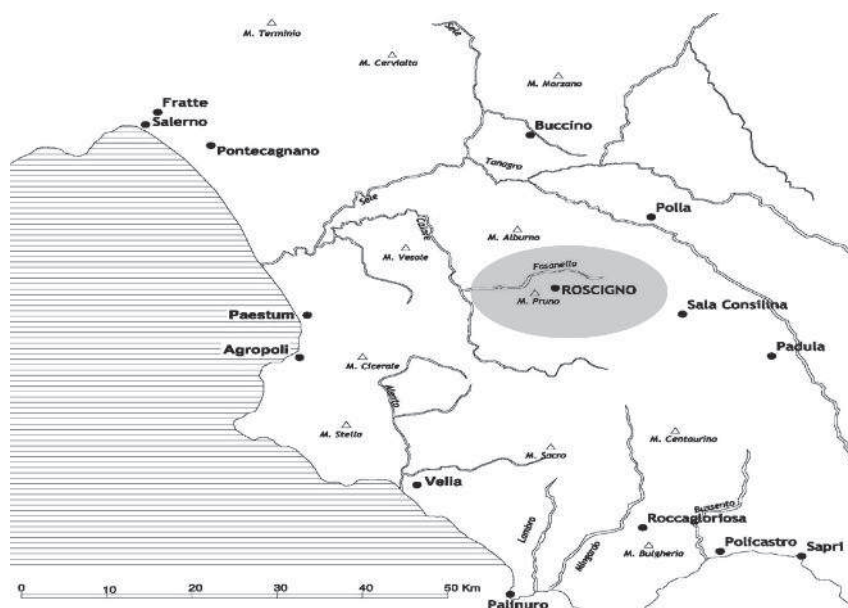 M. Terminio
Sele
M. Cervialto
M. Marzano
Fratte
Salerno
Buccino
Pontecagnano
Tanagro
Sele
Polla
Calore
M. Alburno
M. Vesole
Fasanella
ROSCIGNO
M. Pruno
Paestum
Sala Consilina
Agropoli
Padula
M. Cicerale
Alento
M. Stella
M. Centaurino
M. Sacro
Velia
Bussento
Roccagloriosa
Lambro
Mingardo
M. Bulgheria
Policastro
Sapri
0 10 20 30 40 50 Km
Palinuro